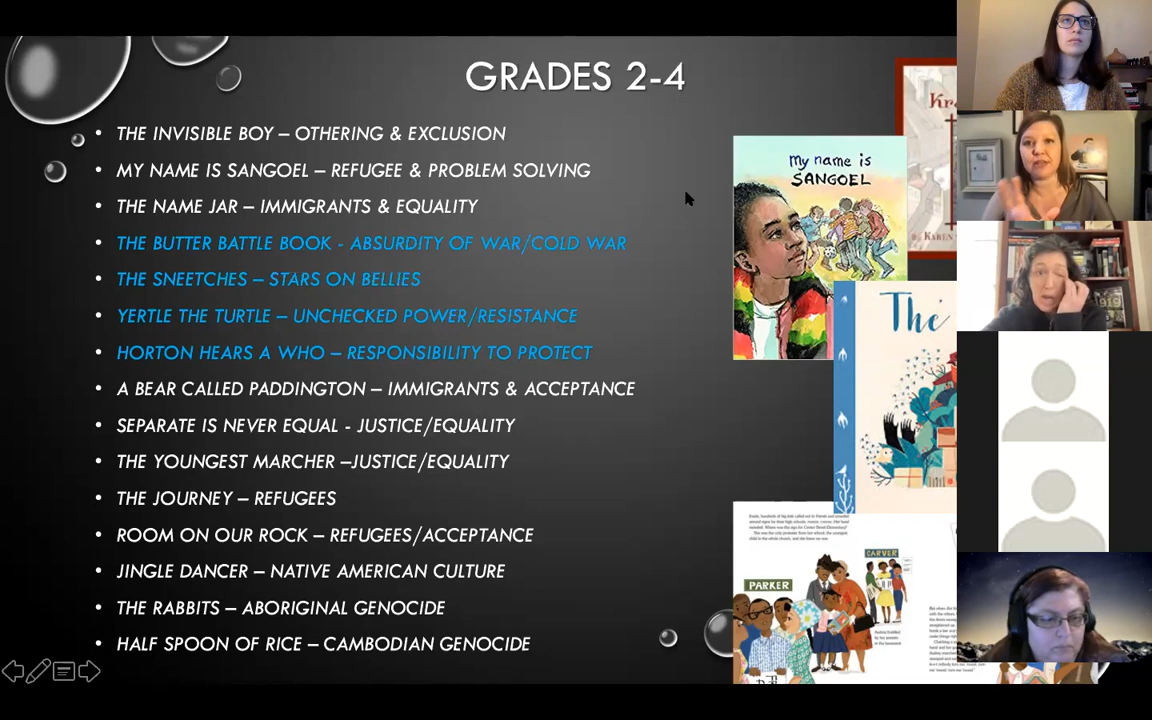 GRADES 2-4
• THE INVISIBLE BOY – OTHERING & EXCLUSION
• MY NAME IS SANGOEL – REFUGEE & PROBLEM SOLVING
• THE NAME JAR – IMMIGRANTS & EQUALITY
• THE BUTTER BATTLE BOOK - ABSURDITY OF WAR/COLD WAR
• THE SNEETCHES – STARS ON BELLIES
• YERTLE THE TURTLE – UNCHECKED POWER/RESISTANCE
• HORTON HEARS A WHO – RESPONSIBILITY TO PROTECT
• A BEAR CALLED PADDINGTON – IMMIGRANTS & ACCEPTANCE
• SEPARATE IS NEVER EQUAL - JUSTICE/EQUALITY
• THE YOUNGEST MARCHER –JUSTICE/EQUALITY
• THE JOURNEY – REFUGEES
• ROOM ON OUR ROCK – REFUGEES/ACCEPTANCE
• JINGLE DANCER – NATIVE AMERICAN CULTURE
• THE RABBITS – ABORIGINAL GENOCIDE
• HALF SPOON OF RICE – CAMBODIAN GENOCIDE
my name is
SANGOEL
Kr
KAREN
The
CARVER
PARKER
1919